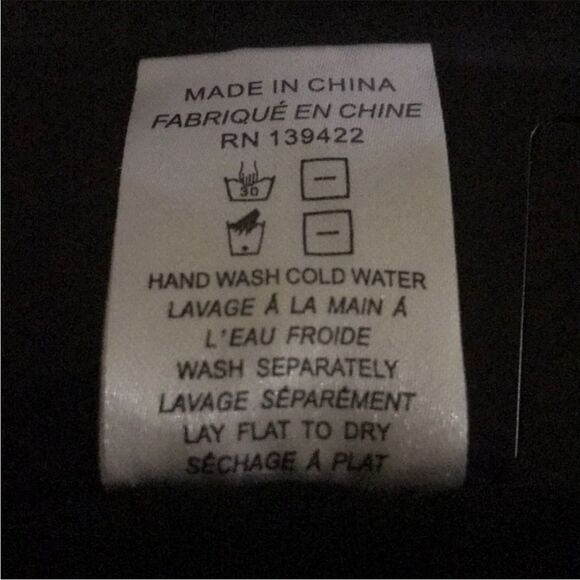 MADE IN CHINA
FABRIQUÉ EN CHINE
RN 139422
30
HAND WASH COLD WATER
LAVAGE Á LA MAIN Á
L'EAU FROIDE
WASH SEPARATELY
LAVAGE SÉPARÉMENT
LAY FLAT TO DRY
SÉCHAGE Á PLAT